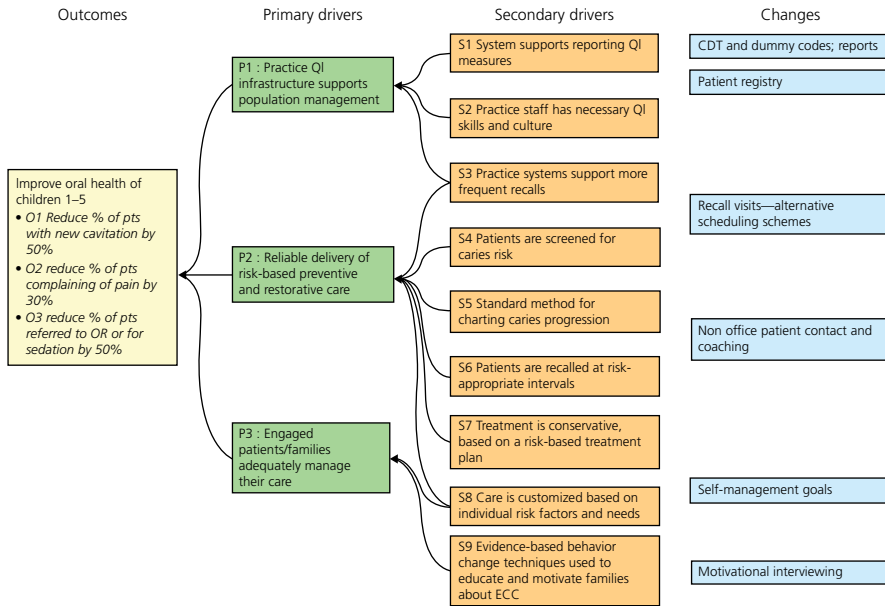 Outcomes
Primary drivers
Secondary drivers
Changes
Improve oral health of
children 1–5
• O1 Reduce % of pts
with new cavitation by
50%
• O2 reduce % of pts
complaining of pain by
30%
• O3 reduce % of pts
referred to OR or for
sedation by 50%
P1 : Practice QI
infrastructure supports
population management
P2 : Reliable delivery of
risk-based preventive
and restorative care
P3 : Engaged
patients/families
adequately manage
their care
S1 System supports reporting QI
measures
S2 Practice staff has necessary QI
skills and culture
S3 Practice systems support more
frequent recalls
S4 Patients are screened for
caries risk
S5 Standard method for
charting caries progression
S6 Patients are recalled at risk-
appropriate intervals
S7 Treatment is conservative,
based on a risk-based treatment
plan
S8 Care is customized based on
individual risk factors and needs
S9 Evidence-based behavior
change techniques used to
educate and motivate families
about ECC
CDT and dummy codes; reports
Patient registry
Recall visits—alternative
scheduling schemes
Non office patient contact and
coaching
Self-management goals
Motivational interviewing